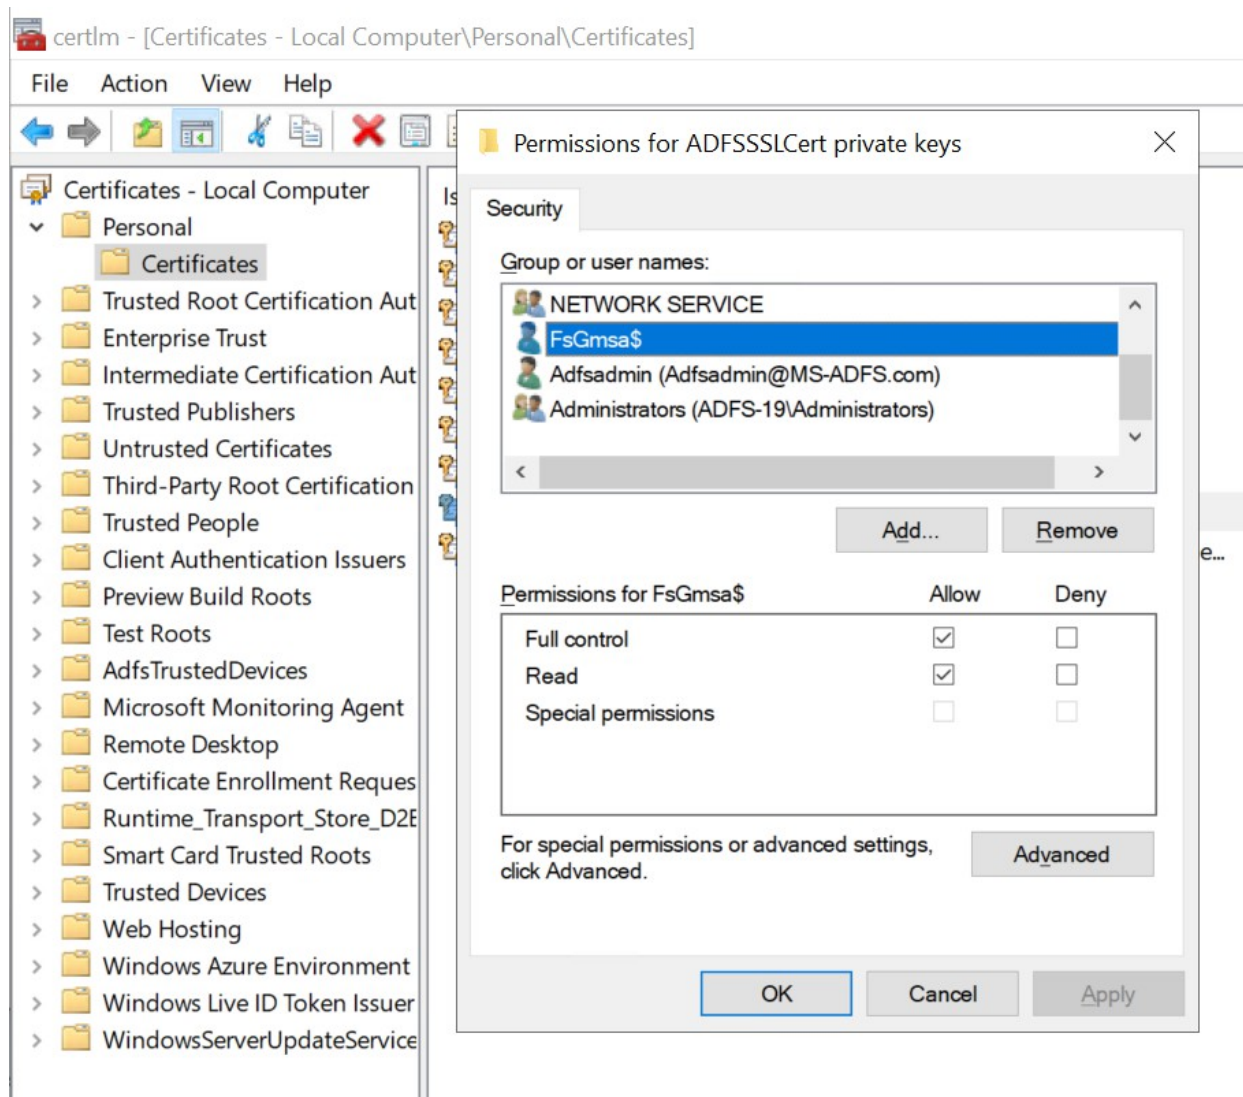 certlm - [Certificates - Local Computer\Personal\Certificates]
File Action View Help
Certificates - Local Computer
Personal
Certificates
Trusted Root Certification Aut
Enterprise Trust
Intermediate Certification Aut
Trusted Publishers
Untrusted Certificates
Third-Party Root Certification
Trusted People
Client Authentication Issuers
Preview Build Roots
Test Roots
AdfsTrustedDevices
Microsoft Monitoring Agent
Remote Desktop
Certificate Enrollment Reques
Runtime_Transport_Store_D2E
Smart Card Trusted Roots
Trusted Devices
Web Hosting
Windows Azure Environment
Windows Live ID Token Issuer
WindowsServerUpdateService
Is
Permissions for ADFSSSLCert private keys
Security
Group or user names:
NETWORK SERVICE
FsGmsa$
Adfsadmin (Adfsadmin@MS-ADFS.com)
Administrators (ADFS-19\Administrators)
Add... Remove
Permissions for FsGmsa$ Allow Deny
Full control
Read
Special permissions
For special permissions or advanced settings,
click Advanced.
Advanced
OK Cancel Apply
e...